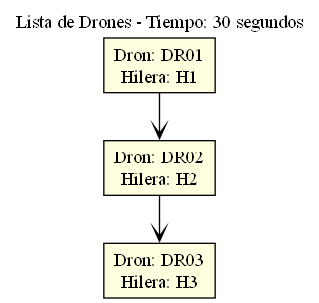 Lista de Drones - Tiempo: 30 segundos
Dron: DR01
Hilera: H1
Dron: DR02
Hilera: H2
Dron: DR03
Hilera: H3